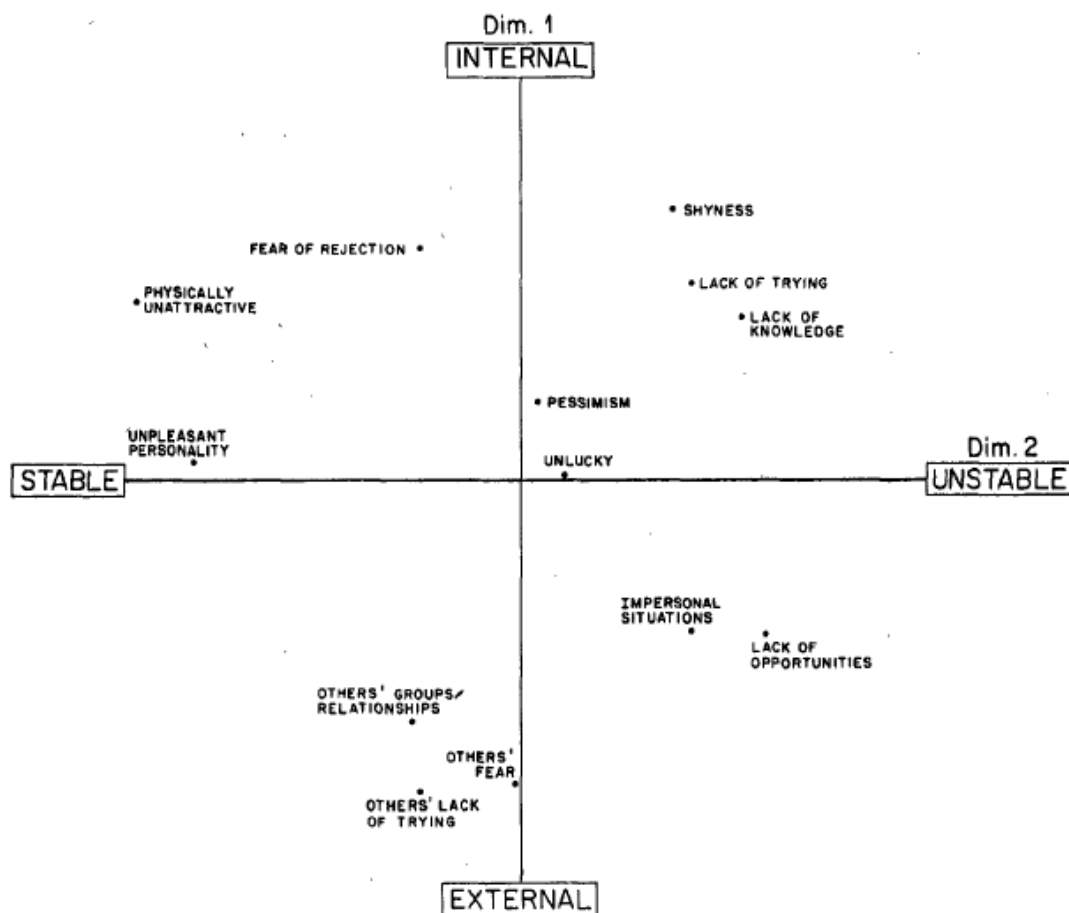 Dim. 1
INTERNAL
SHYNESS
FEAR OF REJECTION
LACK OF TRYING
PHYSICALLY
UNATTRACTIVE
LACK OF
KNOWLEDGE
PESSIMISM
UNPLEASANT
PERSONALITY
UNLUCKY
Dim. 2
STABLE
UNSTABLE
IMPERSONAL
SITUATIONS
LACK OF
OPPORTUNITIES
OTHERS' GROUPS/
RELATIONSHIPS
OTHERS'
FEAR
OTHERS' LACK
OF TRYING
EXTERNAL